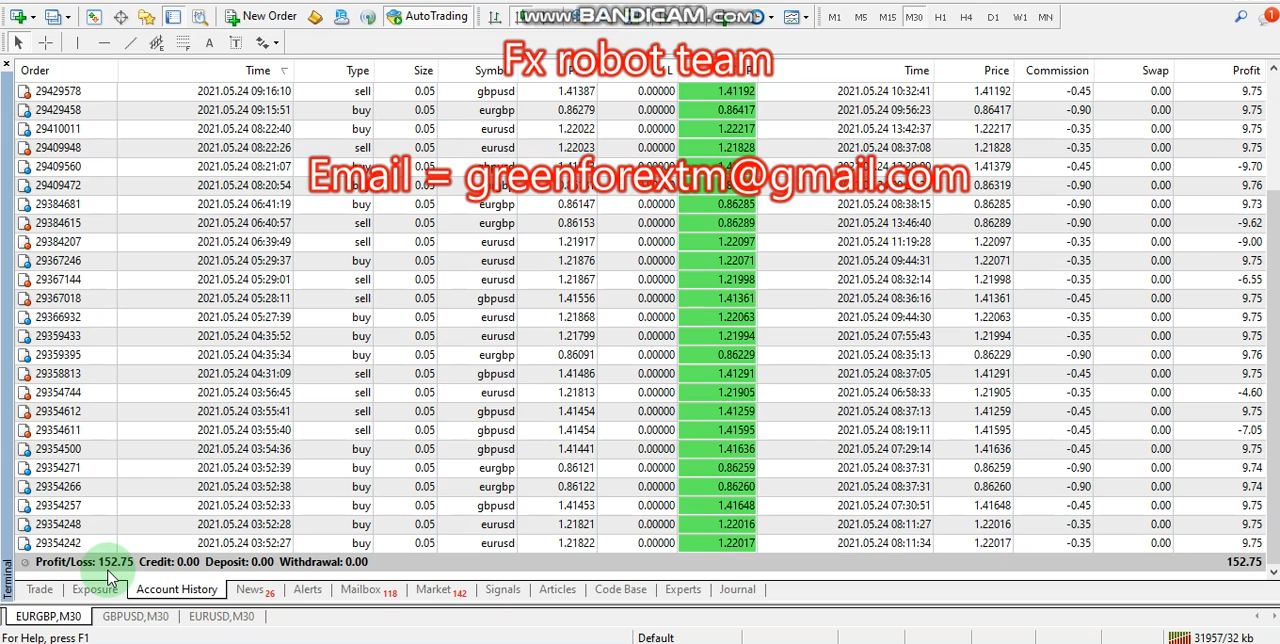 New Order AutoTrading www.BANDICAM.com M1 M5 M15 M30 H1 H4 D1 W1 MN 1
A T
Fx robot team
Order Time Type Size Symb Time Price Commission Swap Profit
29429578 2021.05.24 09:16:10 sell 0.05 gbpusd 1.41387 0.00000 1.41192 2021.05.24 10:32:41 1.41192 -0.45 0.00 9.75
29429458 2021.05.24 09:15:51 buy 0.05 eurgbp 0.86279 0.00000 0.86417 2021.05.24 09:56:23 0.86417 -0.90 0.00 9.75
29410011 2021.05.24 08:22:40 buy 0.05 eurusd 1.22022 0.00000 1.22217 2021.05.24 13:42:37 1.22217 -0.35 0.00 9.75
29409948 2021.05.24 08:22:26 sell 0.05 eurusd 1.22023 0.00000 1.21828 2021.05.24 08:37:08 1.21828 -0.35 0.00 9.75
29409560 2021.05.24 08:21:07 1.41379 -0.45 0.00 -9.70
Email = greenforextm@gmail.com
29409472 2021.05.24 08:20:54 0.86319 -0.90 0.00 9.76
2021.05.24 06:41:19 buy 0.05 eurgbp 0.86147 0.00000 0.86285 2021.05.24 08:38:15 0.86285 -0.90 0.00 9.73
29384615 2021.05.24 06:40:57 sell 0.05 eurgbp 0.86153 0.00000 0.86289 2021.05.24 13:46:40 0.86289 -0.90 0.00 -9.62
29384207 2021.05.24 06:39:49 sell 0.05 eurusd 1.21917 0.00000 1.22097 2021.05.24 11:19:28 1.22097 -0.35 0.00 -9.00
29367246 2021.05.24 05:29:37 buy 0.05 eurusd 1.21876 0.00000 1.22071 2021.05.24 09:44:31 1.22071 -0.35 0.00 9.75
29367144 2021.05.24 05:29:01 sell 0.05 eurusd 1.21867 0.00000 1.21998 2021.05.24 08:32:14 1.21998 -0.35 0.00 -6.55
29367018 2021.05.24 05:28:11 sell 0.05 gbpusd 1.41556 0.00000 1.41361 2021.05.24 08:36:16 1.41361 -0.45 0.00 9.75
29366932 2021.05.24 05:27:39 buy 0.05 eurusd 1.21868 0.00000 1.22063 2021.05.24 09:44:23 1.22063 -0.35 0.00 9.75
29359433 2021.05.24 04:35:52 buy 0.05 eurusd 1.21799 0.00000 1.21994 2021.05.24 07:55:43 1.21994 -0.35 0.00 9.75
29359395 2021.05.24 04:35:34 buy 0.05 eurgbp 0.86091 0.00000 0.86229 2021.05.24 08:35:13 0.86229 -0.90 0.00 9.76
29358813 2021.05.24 04:31:09 sell 0.05 gbpusd 1.41486 0.00000 1.41291 2021.05.24 08:37:05 1.41291 -0.45 0.00 9.75
29354744 2021.05.24 03:56:45 sell 0.05 eurusd 1.21813 0.00000 1.21905 2021.05.24 06:58:33 1.21905 -0.35 0.00 -4.60
29354612 2021.05.24 03:55:41 sell 0.05 gbpusd 1.41454 0.00000 1.41259 2021.05.24 08:37:11 1.41259 -0.45 0.00 9.75
29354611 2021.05.24 03:55:40 sell 0.05 gbpusd 1.41454 0.00000 1.41595 2021.05.24 08:19:11 1.41595 -0.45 0.00 -7.05
29354500 2021.05.24 03:54:36 buy 0.05 gbpusd 1.41441 0.00000 1.41636 2021.05.24 07:29:14 1.41636 -0.45 0.00 9.75
29354271 2021.05.24 03:52:39 buy 0.05 eurgbp 0.86121 0.00000 0.86259 2021.05.24 08:37:31 0.86259 -0.90 0.00 9.74
29354266 2021.05.24 03:52:38 buy 0.05 eurgbp 0.86122 0.00000 0.86260 2021.05.24 08:37:31 0.86260 -0.90 0.00 9.74
29354257 2021.05.24 03:52:33 buy 0.05 gbpusd 1.41453 0.00000 1.41648 2021.05.24 07:30:51 1.41648 -0.45 0.00 9.75
29354248 2021.05.24 03:52:28 buy 0.05 eurusd 1.21821 0.00000 1.22016 2021.05.24 08:11:27 1.22016 -0.35 0.00 9.75
29354242 2021.05.24 03:52:27 buy 0.05 eurusd 1.21822 0.00000 1.22017 2021.05.24 08:11:34 1.22017 -0.35 0.00 9.75
Profit/Loss: 152.75 Credit: 0.00 Deposit: 0.00 Withdrawal: 0.00 152.75
Terminal
Trade Exposure Account History News 26 Alerts Mailbox 118 Market 142 Signals Articles Code Base Experts Journal
EURGBP,M30 GBPUSD,M30 EURUSD,M30
For Help, press F1 Default 31957/32 kb